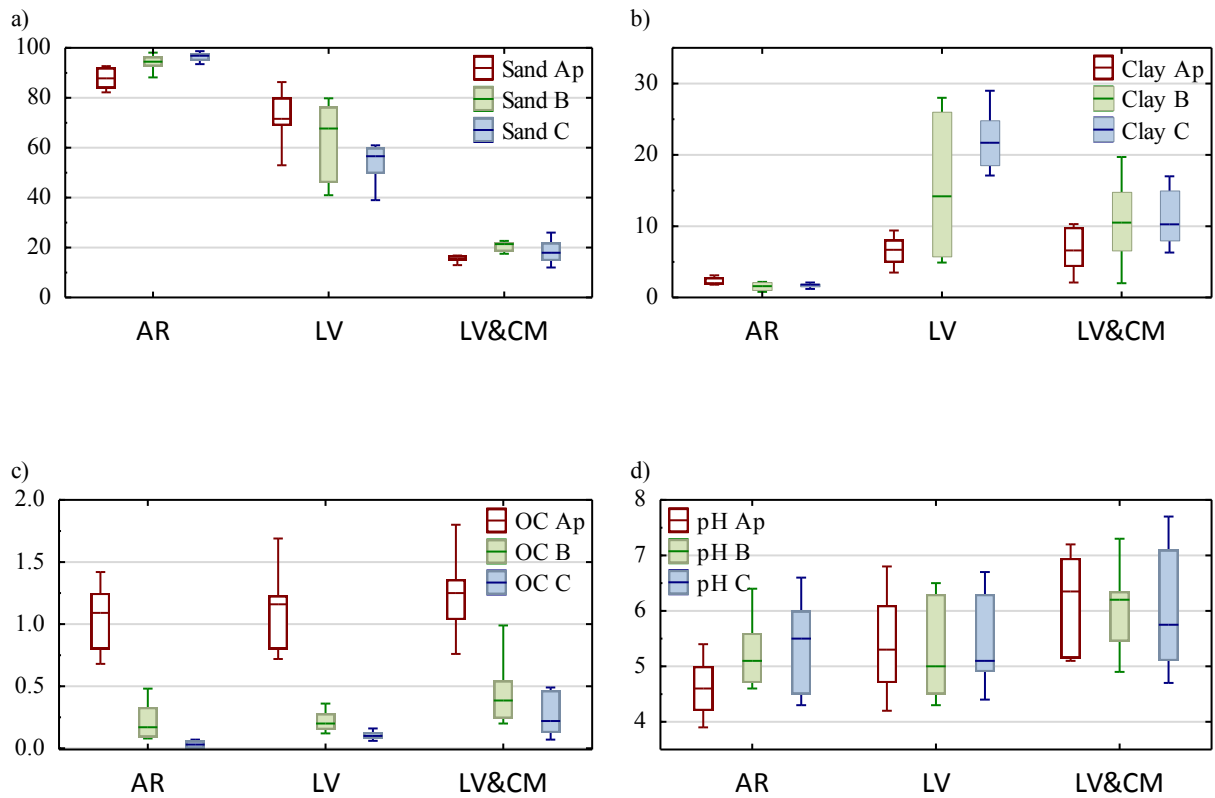 a)
100
80
60
40
20
0
Sand Ap
Sand B
Sand C
AR LV LV&CM
b)
30
20
10
0
Clay Ap
Clay B
Clay C
AR LV LV&CM
c)
2.0
1.5
1.0
0.5
0.0
OC Ap
OC B
OC C
AR LV LV&CM
d)
8
7
6
5
4
pH Ap
pH B
pH C
AR LV LV&CM